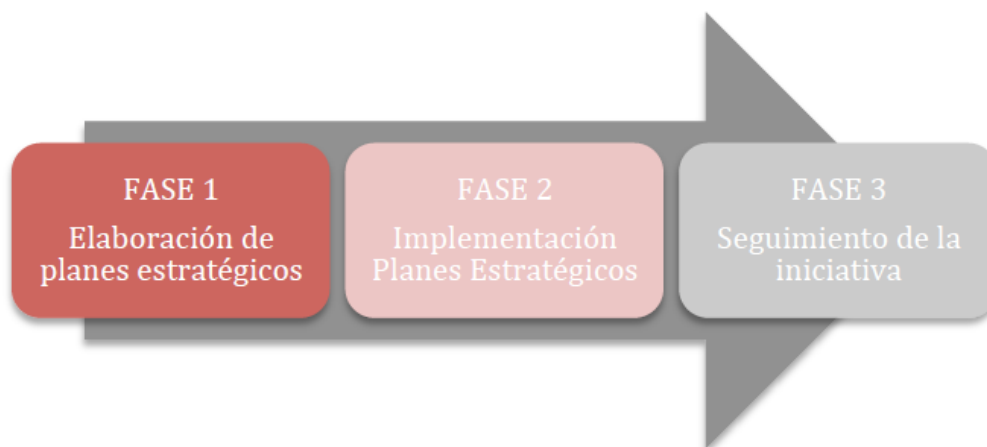 FASE 1
Elaboración de
planes estratégicos
FASE 2
Implementación
Planes Estratégicos
FASE 3
Seguimiento de la
iniciativa